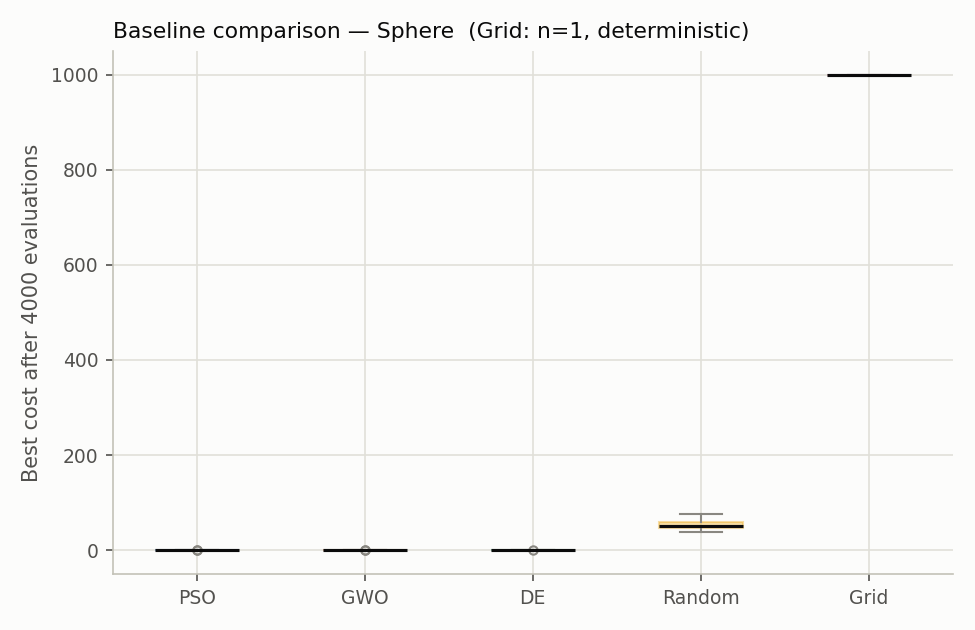 Baseline comparison — Sphere  (Grid: n=1, deterministic)
Best cost after 4000 evaluations
1000
800
600
400
200
0
PSO GWO DE Random Grid